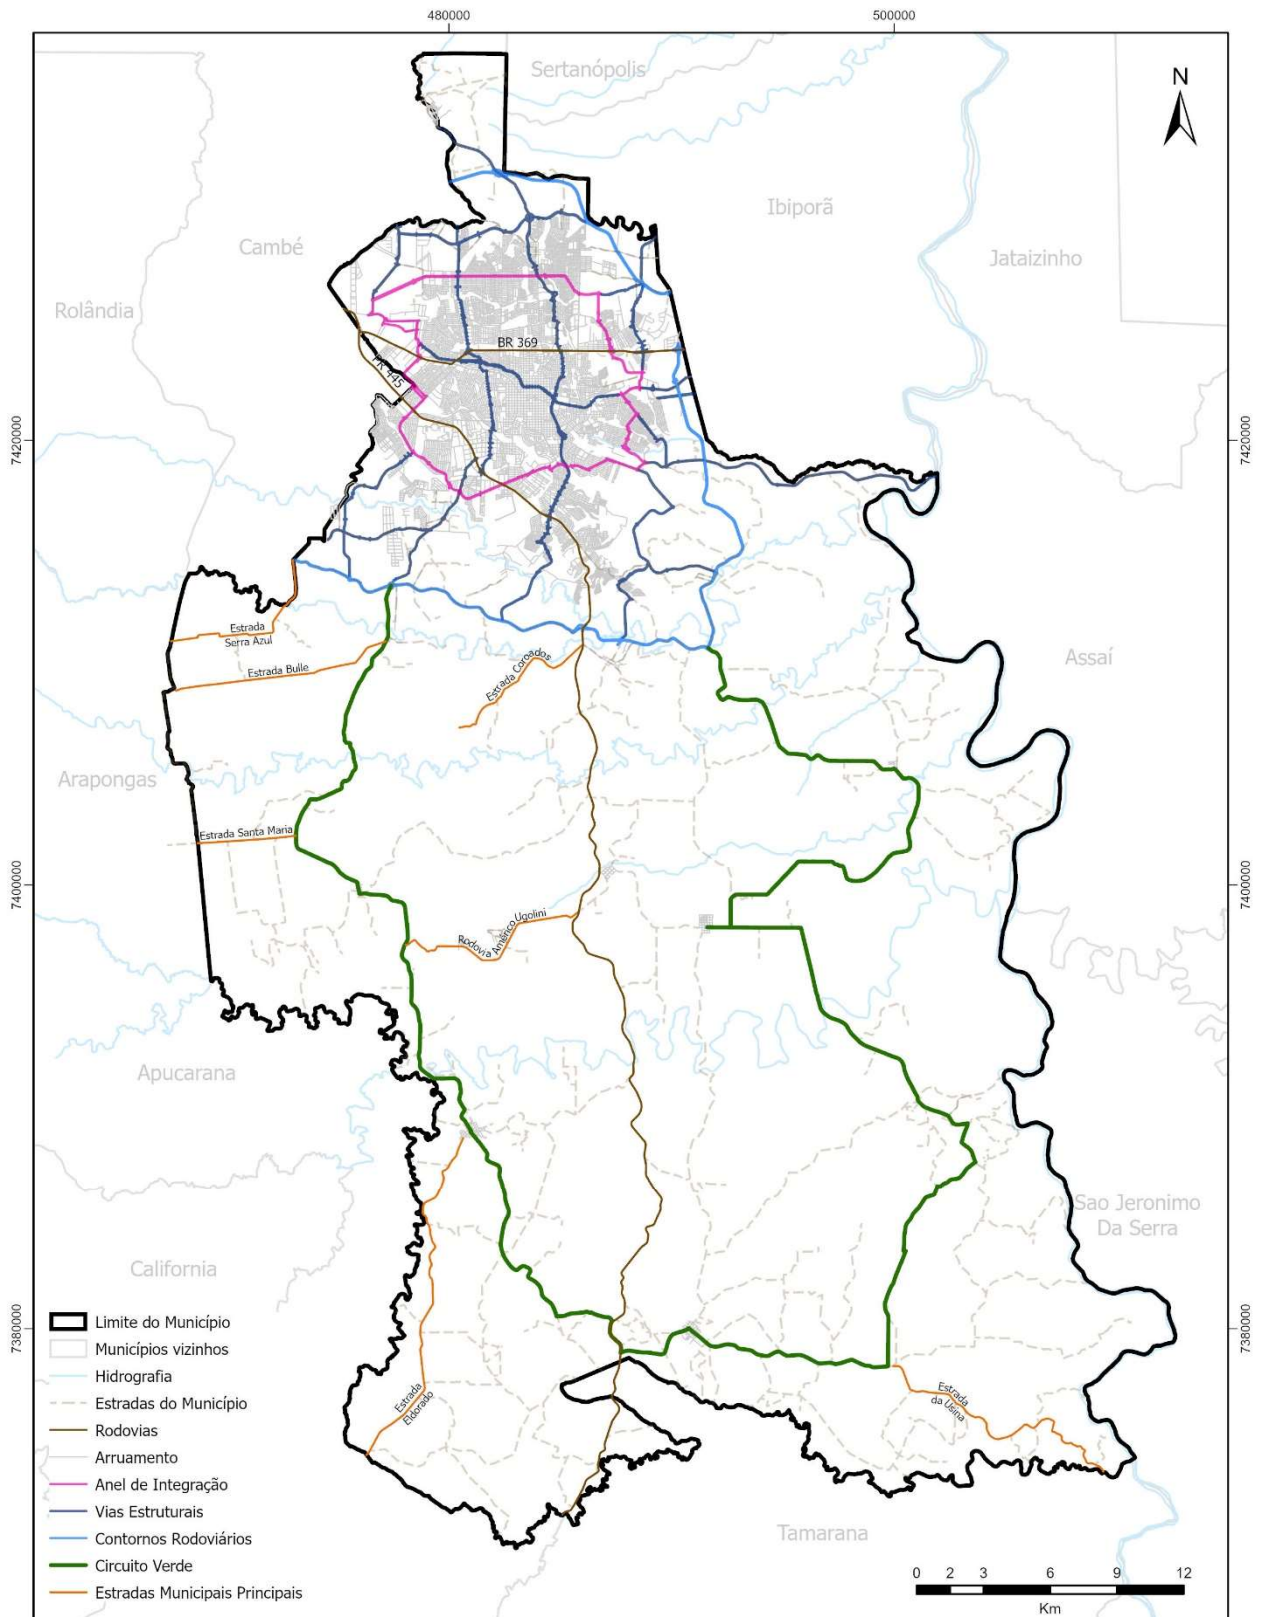 480000
500000
N
Sertanópolis
Ibiporã
Cambé
Jataizinho
Rolândia
BR 369
PR 445
7420000
7420000
Estrada
Serra Azul
Estrada Bulle
Estrada Coroados
Assaí
Arapongas
Estrada Santa Maria
7400000
7400000
Rodovia Américo Ugolini
Apucarana
Sao Jeronimo
Da Serra
California
7380000
7380000
Estrada
Eldorado
Estrada
da Usina
Tamarana
Limite do Município
Municípios vizinhos
Hidrografia
Estradas do Município
Rodovias
Arruamento
Anel de Integração
Vias Estruturais
Contornos Rodoviários
Circuito Verde
Estradas Municipais Principais
0 2 3 6 9 12
Km